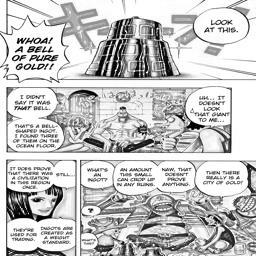 LOOK
AT THIS.
WHOA!
A BELL
OF PURE
GOLD!!
UH... IT
DOESN'T
LOOK
THAT GIANT
TO ME...
I DIDN'T
SAY IT WAS
THAT BELL.
THAT'S A BELL-
SHAPED INGOT. I
FOUND THREE
OF THEM ON THE
OCEAN FLOOR.
THEN THERE
REALLY IS A
CITY OF GOLD!
NAW, THAT
DOESN'T
PROVE
ANYTHING.
AN AMOUNT
THIS SMALL
CAN CROP UP
IN ANY RUINS.
WHAT'S
AN
INGOT?
?
WHAT'S
THIS?
IT DOES PROVE
THAT THERE WAS
A CIVILIZATION
IN THIS REGION
ONCE.
STILL...
INGOTS ARE
CREATED AS
A WEIGHT
STANDARD.
THEY'RE
USED FOR
TRADING.